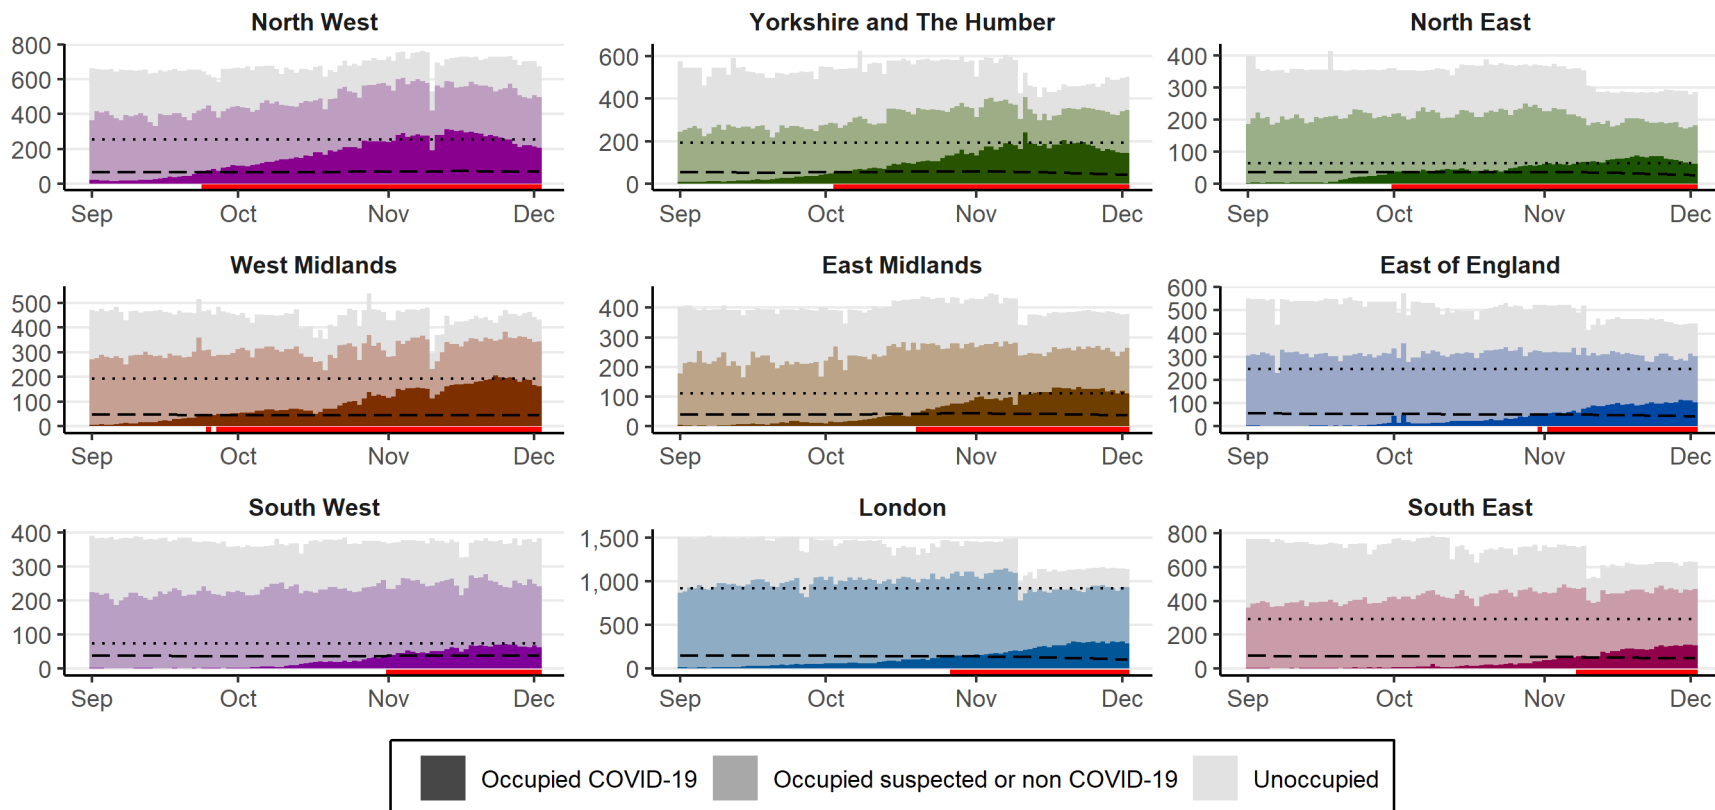 North West
800
600
400
200
0
Sep Oct Nov Dec
Yorkshire and The Humber
600
400
200
0
Sep Oct Nov Dec
North East
400
300
200
100
0
Sep Oct Nov Dec
West Midlands
500
400
300
200
100
0
Sep Oct Nov Dec
East Midlands
400
300
200
100
0
Sep Oct Nov Dec
East of England
600
500
400
300
200
100
0
Sep Oct Nov Dec
South West
400
300
200
100
0
Sep Oct Nov Dec
London
1,500
1,000
500
0
Sep Oct Nov Dec
South East
800
600
400
200
0
Sep Oct Nov Dec
Occupied COVID-19 Occupied suspected or non COVID-19 Unoccupied